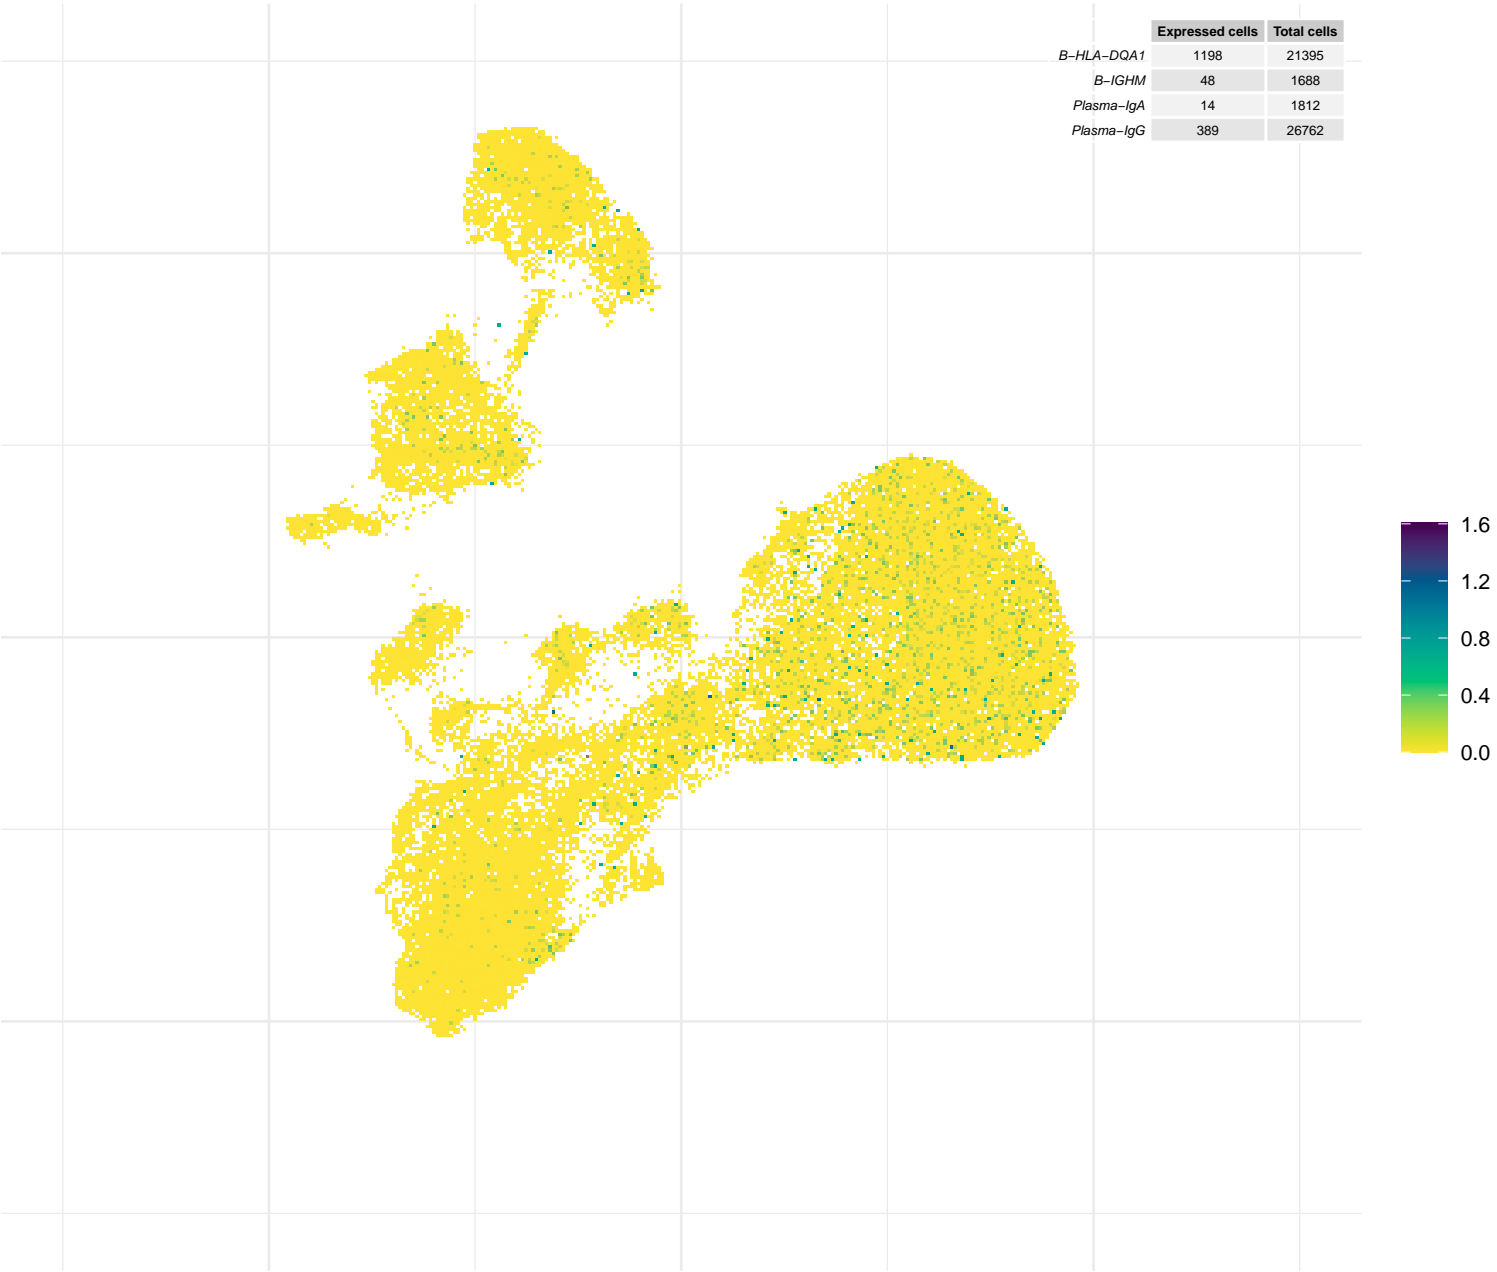 Expressed cells Total cells
B−HLA−DQA1 1198 21395
B−IGHM 48 1688
Plasma−IgA 14 1812
Plasma−IgG 389 26762
1.6
1.2
0.8
0.4
0.0